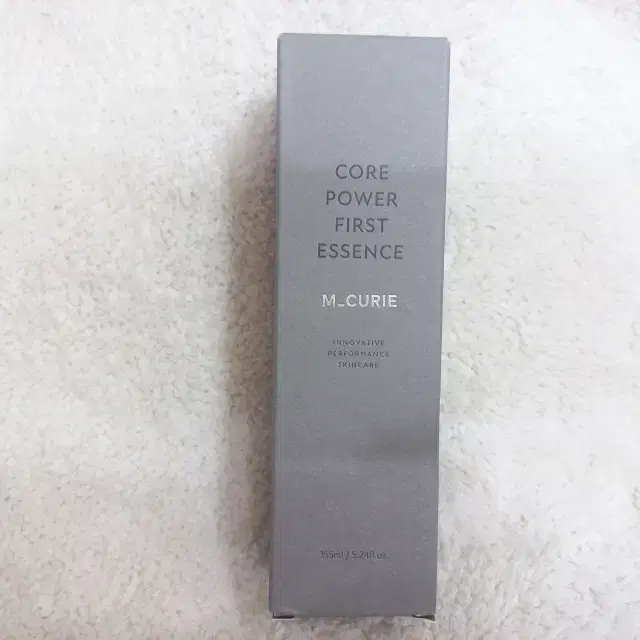 CORE
POWER
FIRST
ESSENCE
M_CURIE
INNOVATIVE
PERFORMANCE
SKINCARE
155ml / 5.24fl.oz.